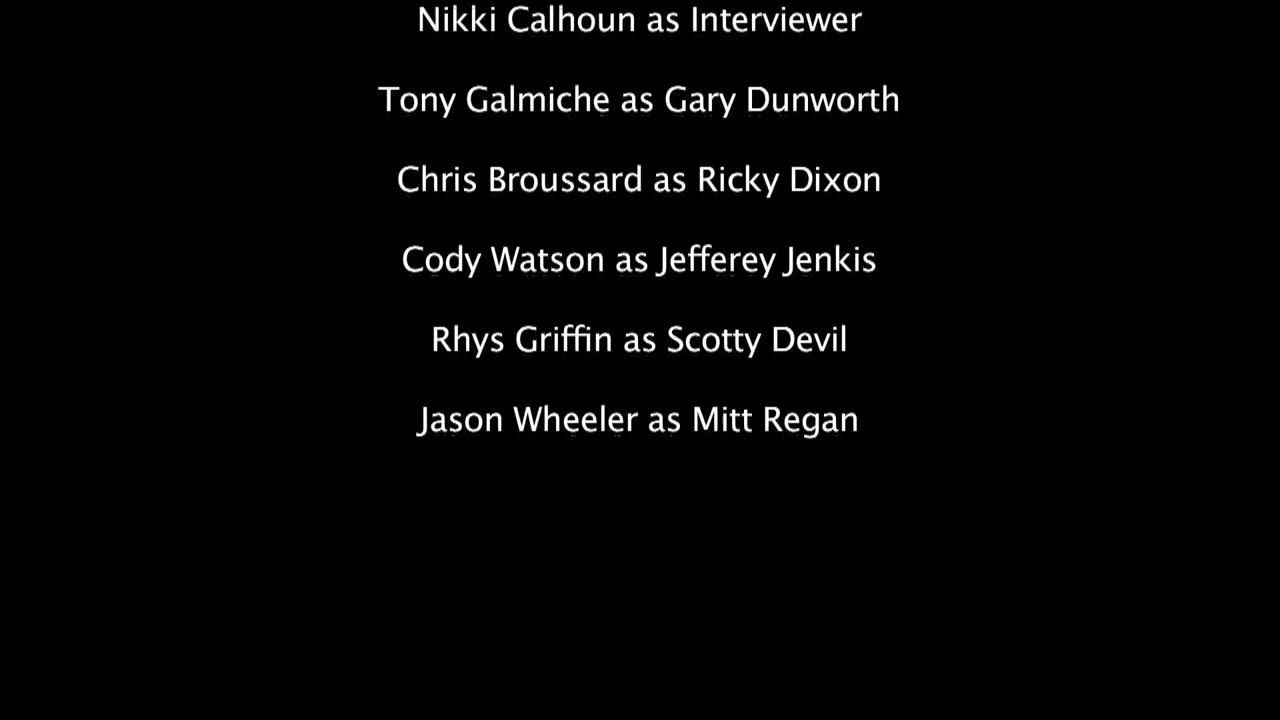 Nikki Calhoun as Interviewer
Tony Galmiche as Gary Dunworth
Chris Broussard as Ricky Dixon
Cody Watson as Jefferey Jenkis
Rhys Griffin as Scotty Devil
Jason Wheeler as Mitt Regan